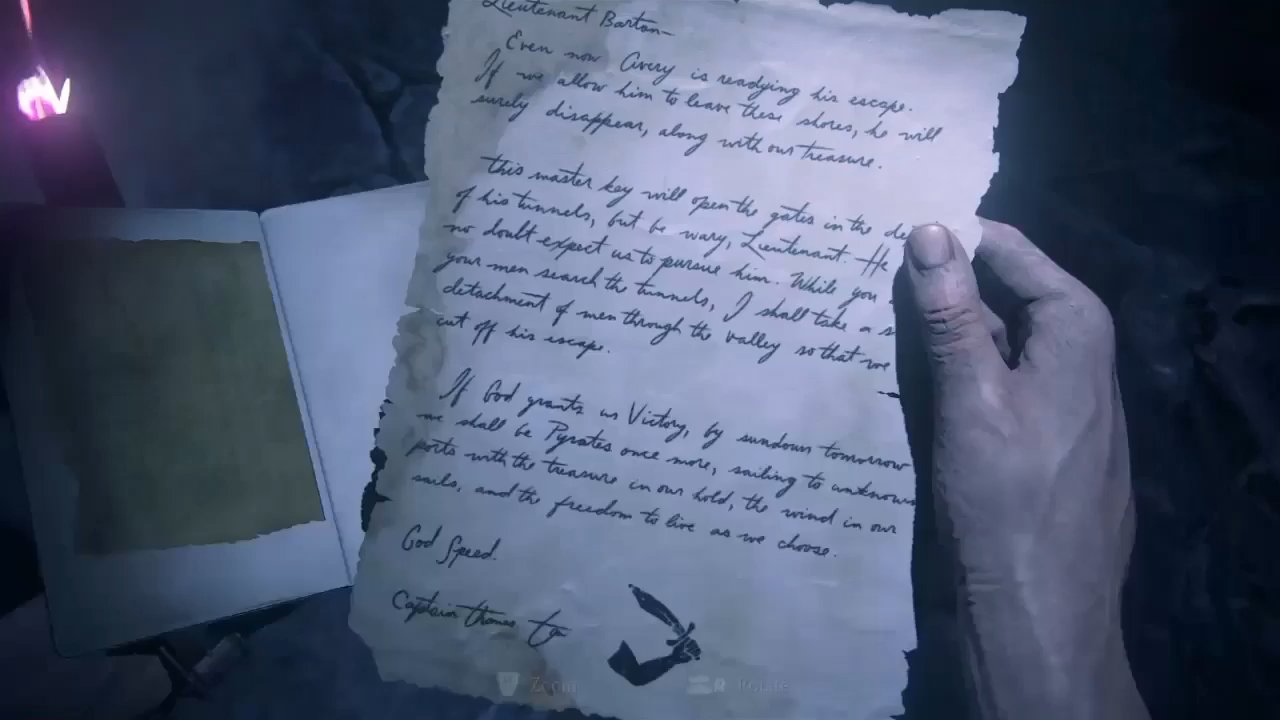 Lieutenant Barton-
Even now Avery is readying his escape.
If we allow him to leave these shores, he will
surely disappear, along with our treasure.
this master key will open the gates in the
of his tunnels, but be wary, Lieutenant. He
no doubt expect us to pursue him. While you
your men search the tunnels, I shall take a s
detachment of men through the valley so that we
cut off his escape.
If God grants us Victory, by sundown tomorrow
we shall be Pyrates once more, sailing to unknown
ports with the treasure in our hold, the wind in our
sails, and the freedom to live as we choose.
God Speed.
Captain Thomas Tew
Zoom